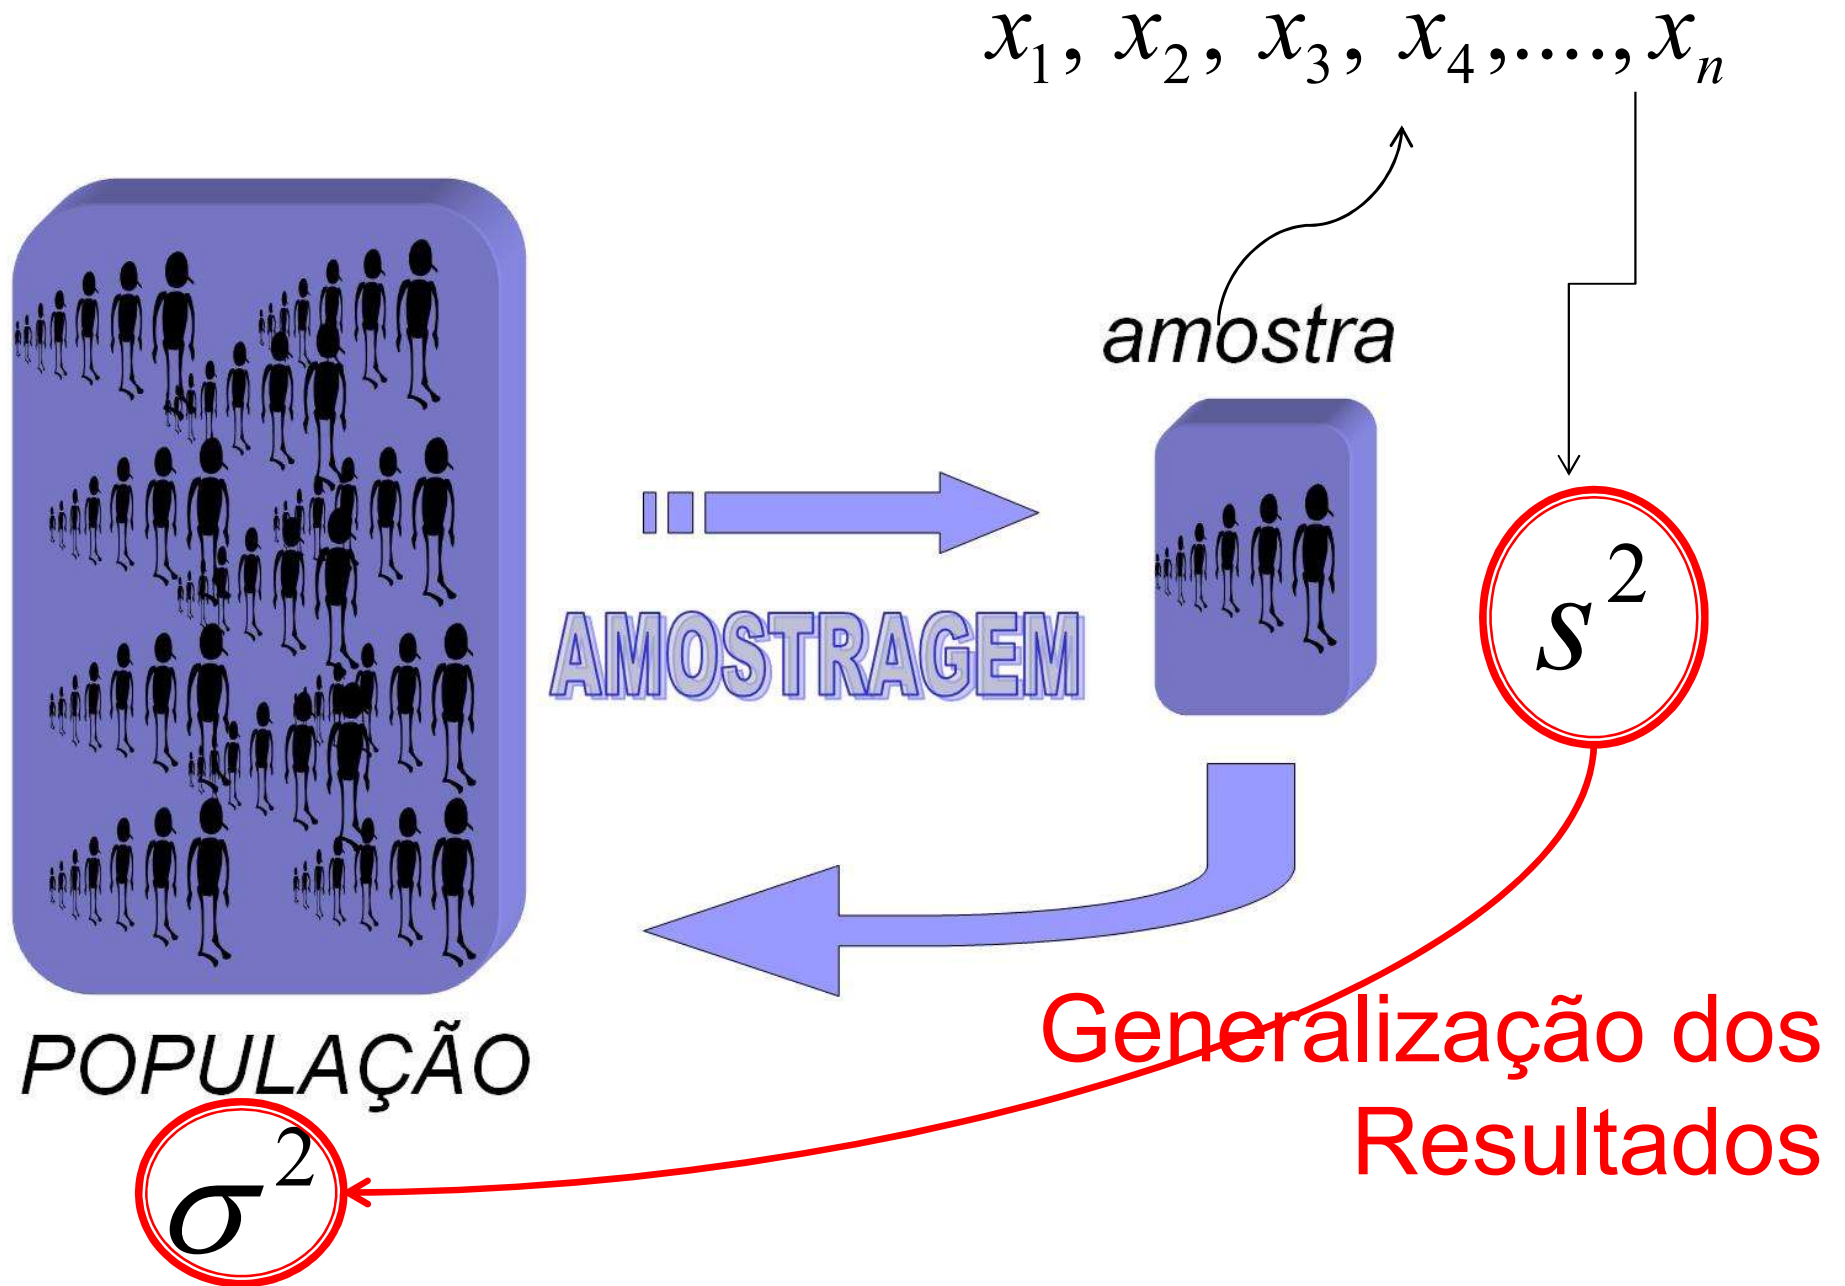 x₁, x₂, x₃, x₄,...., xₙ
amostra
AMOSTRAGEM
s²
POPULAÇÃO
Generalização dos
Resultados
σ²